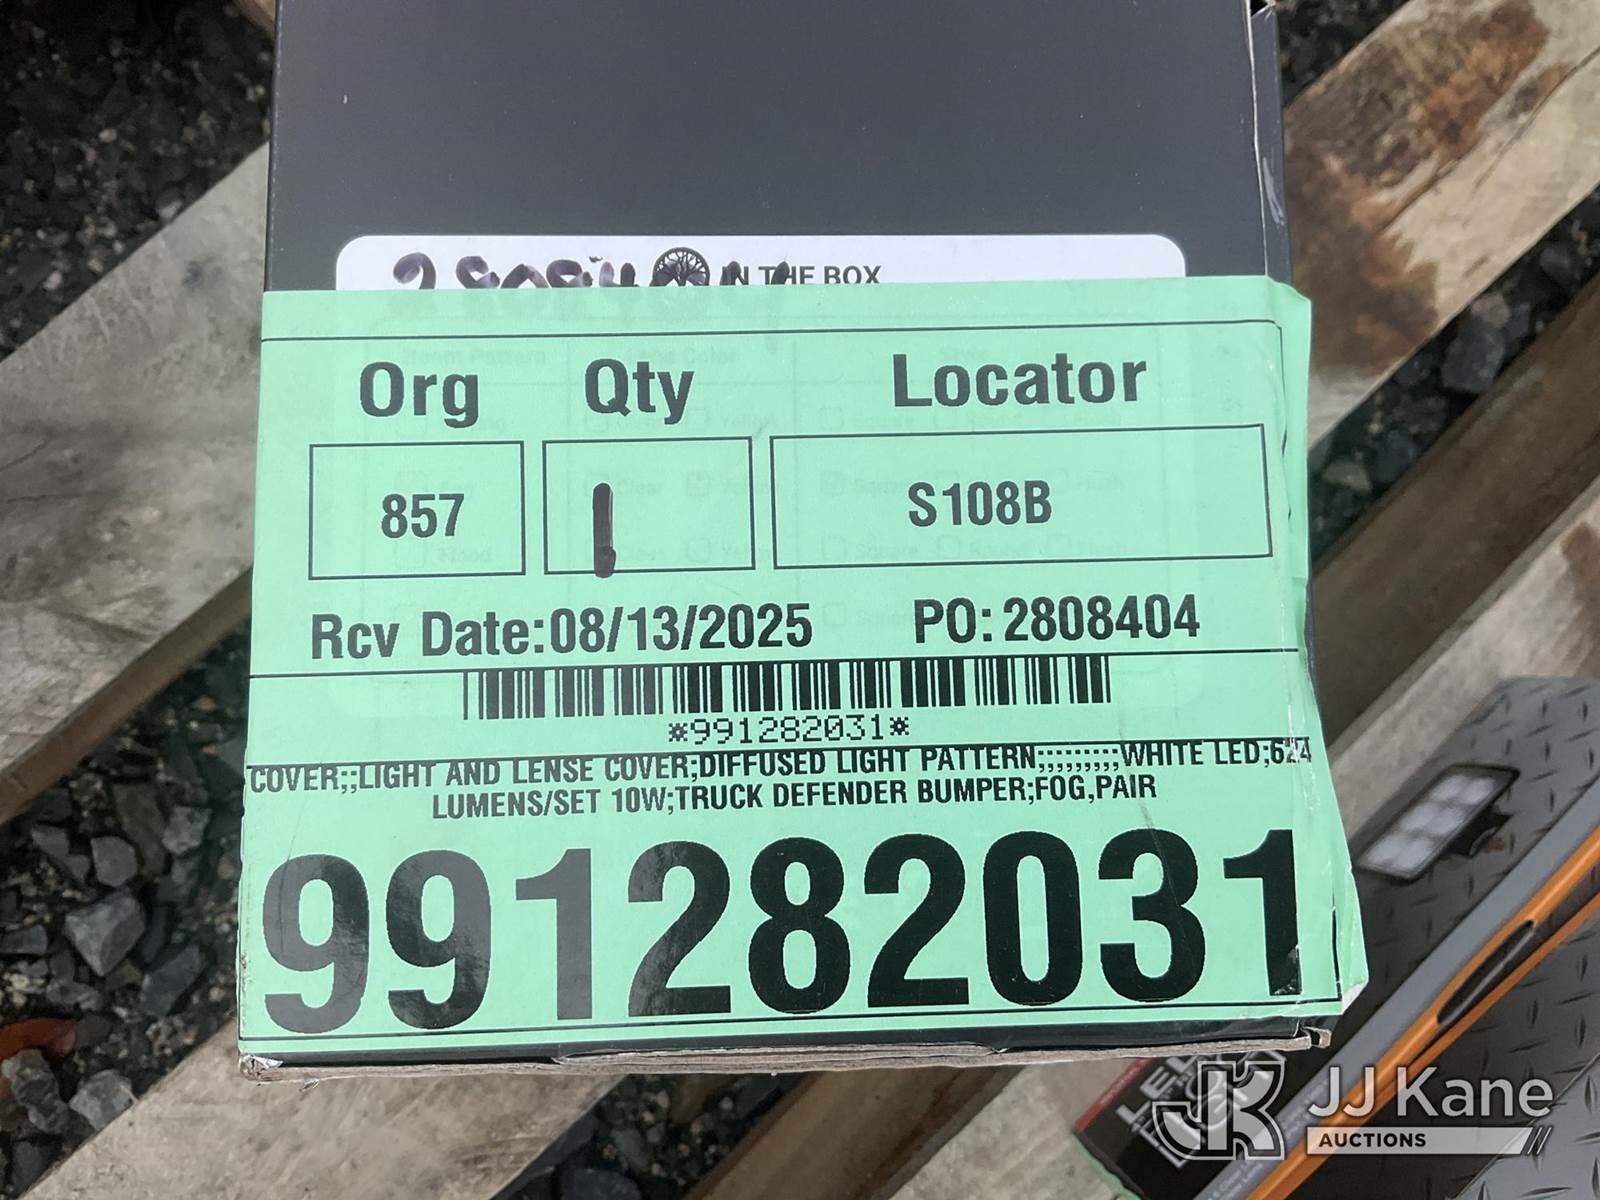 IN THE BOX
Org Qty Locator
857 1 S108B
Rcv Date:08/13/2025 PO: 2808404
*991282031*
COVER;;LIGHT AND LENSE COVER;DIFFUSED LIGHT PATTERN;;;;;;;;;WHITE LED;624
LUMENS/SET 10W;TRUCK DEFENDER BUMPER;FOG,PAIR
991282031
JJ Kane
AUCTIONS